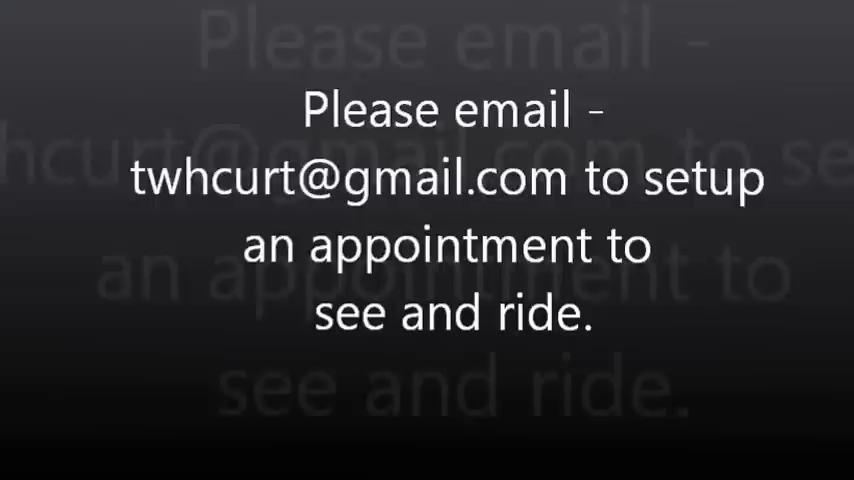 Please email -
twhcurt@gmail.com to setup
an appointment to
see and ride.